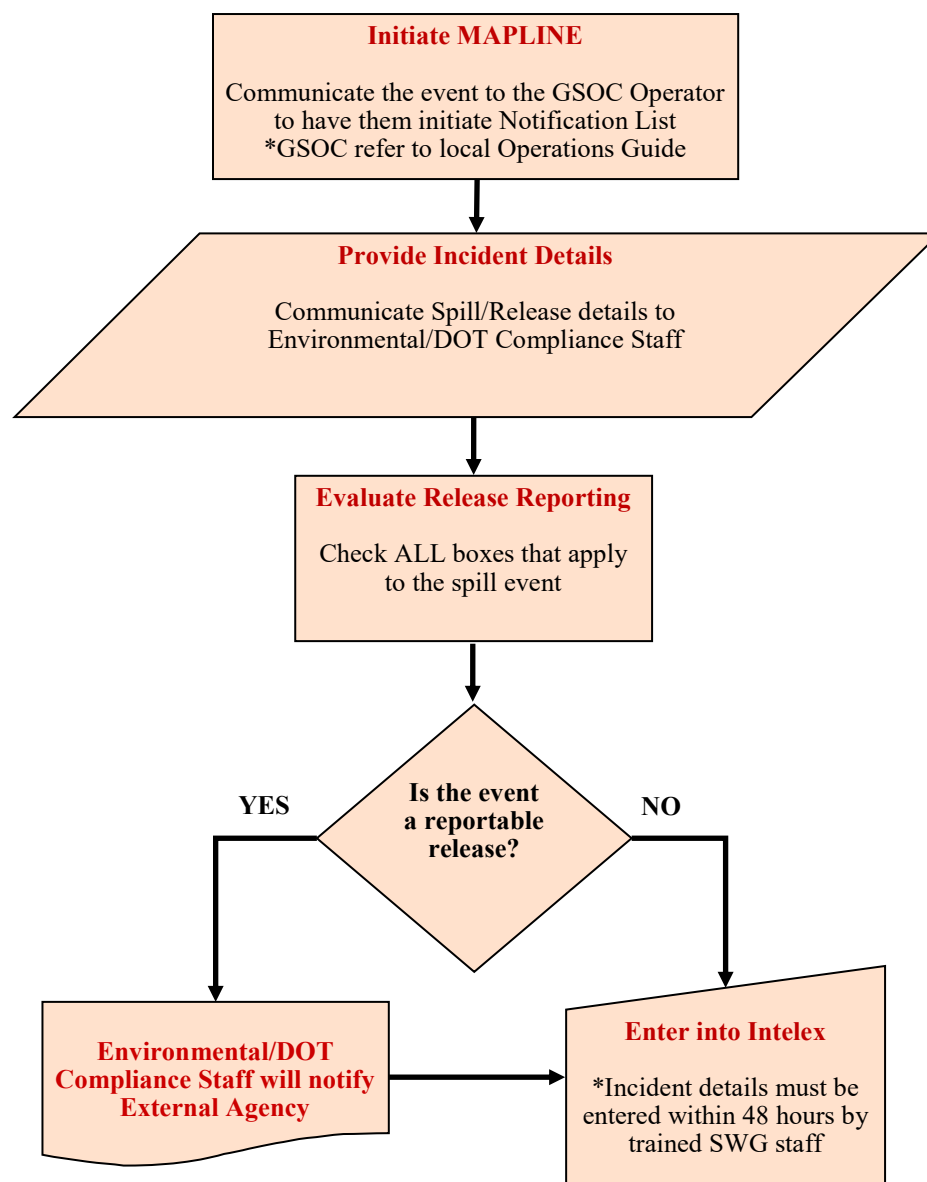 Initiate MAPLINE
Communicate the event to the GSOC Operator
to have them initiate Notification List
*GSOC refer to local Operations Guide
Provide Incident Details
Communicate Spill/Release details to
Environmental/DOT Compliance Staff
Evaluate Release Reporting
Check ALL boxes that apply
to the spill event
Is the event
a reportable
release?
YES
NO
Environmental/DOT
Compliance Staff will notify
External Agency
Enter into Intelex
*Incident details must be
entered within 48 hours by
trained SWG staff